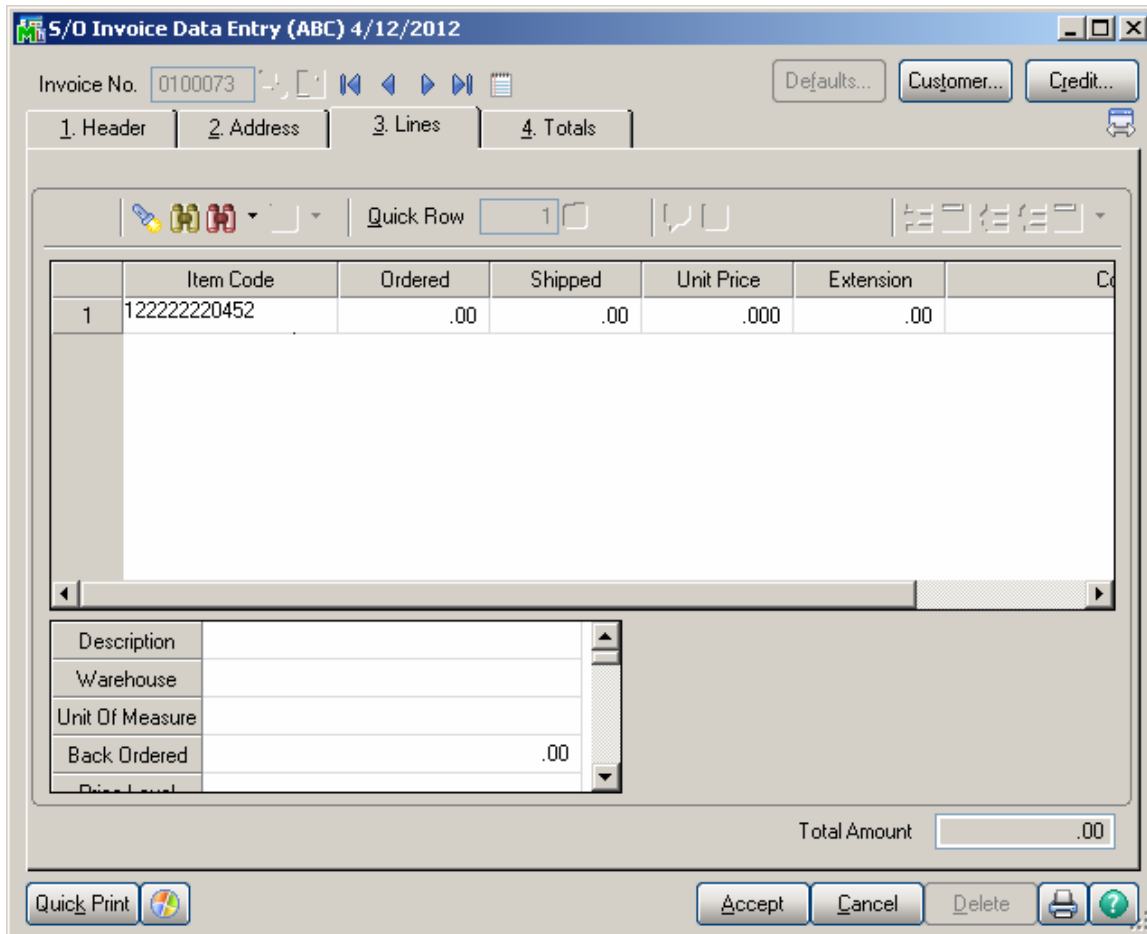 S/O Invoice Data Entry (ABC) 4/12/2012
Invoice No. 0100073 Defaults... Customer... Credit...
1. Header 2. Address 3. Lines 4. Totals
Quick Row 1
Item Code Ordered Shipped Unit Price Extension
1 122222220452 .00 .00 .000 .00
Description
Warehouse
Unit Of Measure
Back Ordered .00
Price Level
Total Amount .00
Quick Print Accept Cancel Delete